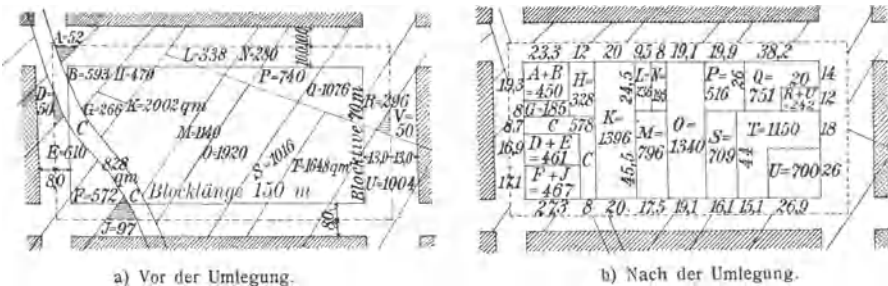 A=52
L=338
N=280
B=593
H=470
P=740
D=
50
G=266
K=2002 qm
Q=1076
C
M=1140
R=296
V=
50
E=610
O=1920
S=1016
T=1648 qm
Blocktiefe 70 m
13,0
13,0
828
qm
U=1004
8,0
F=572
C
Blocklänge 150 m
J=97
8,0
a) Vor der Umlegung.
23,3 12 20 9,5 8 19,1 19,9 38,2
19,3
A+B
=450
H=
328
24,5
L=
N=
P=
516
26
Q=
751
20
R+V
=242
14
12
8
G=185
K=
1396
O=
1340
8,7
C
578
M=
796
S=
709
T=1150
18
16,9
D+E
=461
C
45,5
44
17,1
F+J
=467
U=700
26
27,3 8 20 17,5 19,1 16,1 15,1 26,9
b) Nach der Umlegung.